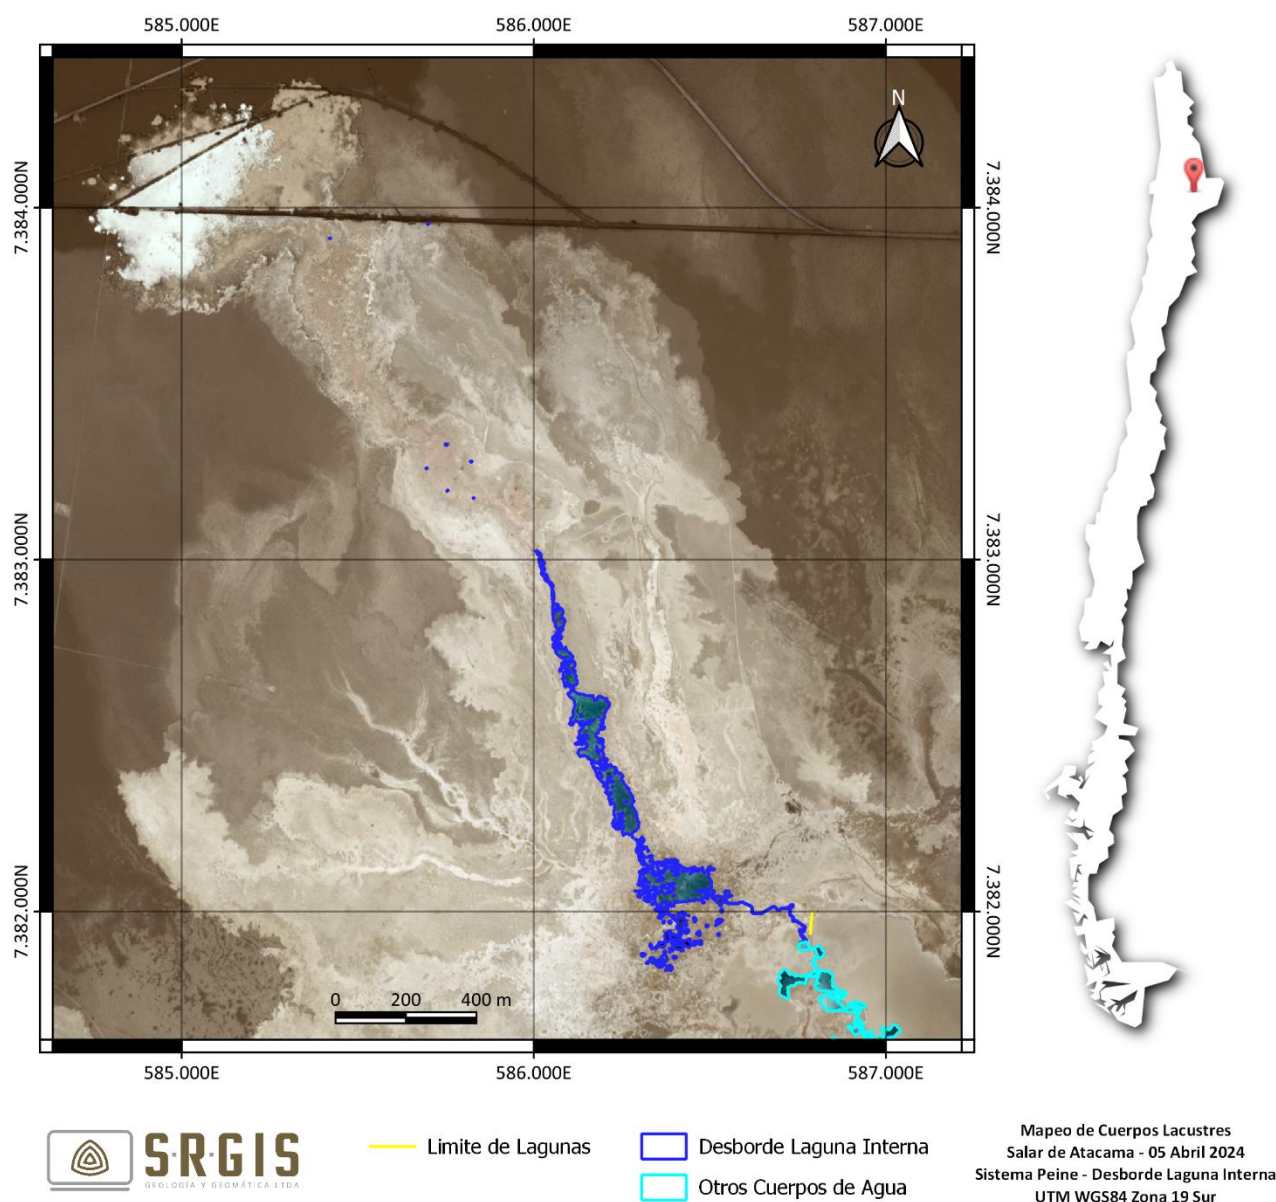 585.000E 586.000E 587.000E
N
7.384.000N 7.384.000N
7.383.000N 7.383.000N
7.382.000N 7.382.000N
0 200 400 m
585.000E 586.000E 587.000E
S·R·GIS
GEOLOGÍA Y GEOMÁTICA LTDA
Limite de Lagunas
Desborde Laguna Interna
Otros Cuerpos de Agua
Mapeo de Cuerpos Lacustres
Salar de Atacama - 05 Abril 2024
Sistema Peine - Desborde Laguna Interna
UTM WGS84 Zona 19 Sur